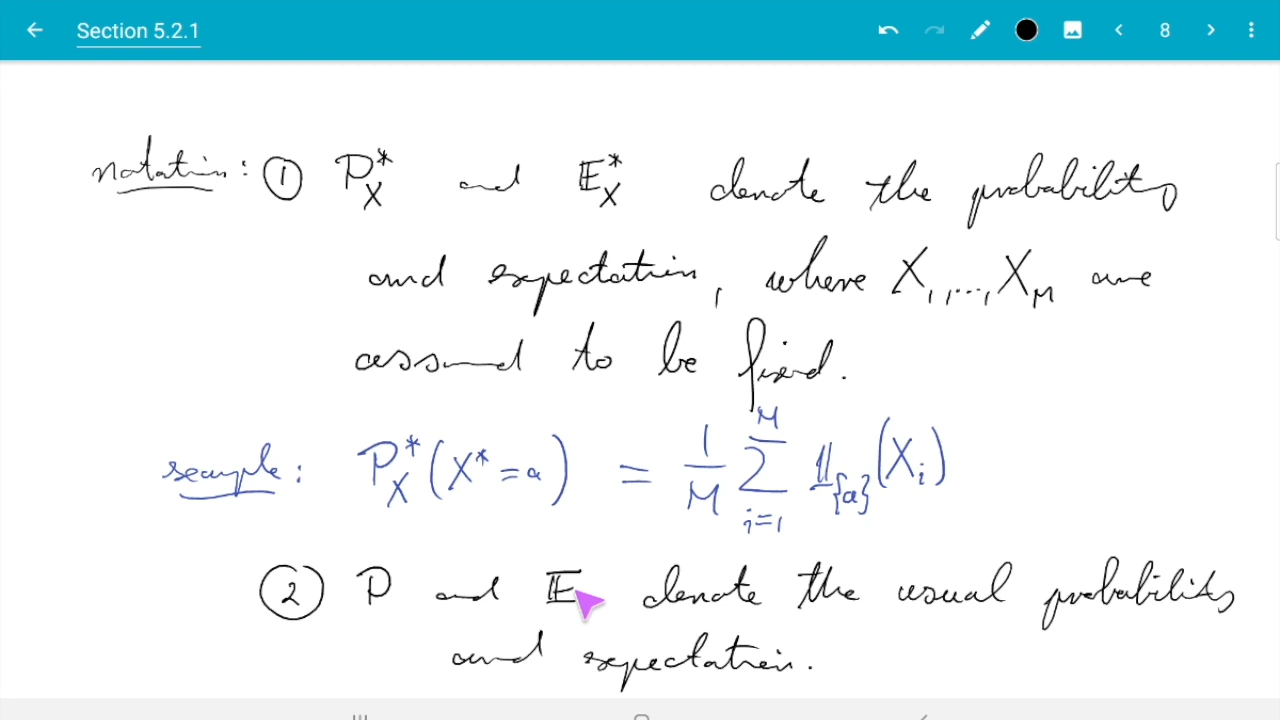 Section 5.2.1
8
notation: ① P*_X and E*_X denote the probability
and expectation, where X_1,...,X_M are
assumed to be fixed.
example: P*_X(X* = a) = 1/M ∑_{i=1}^{M} 𝟙_{{a}}(X_i)
② P and E denote the usual probability
and expectation.